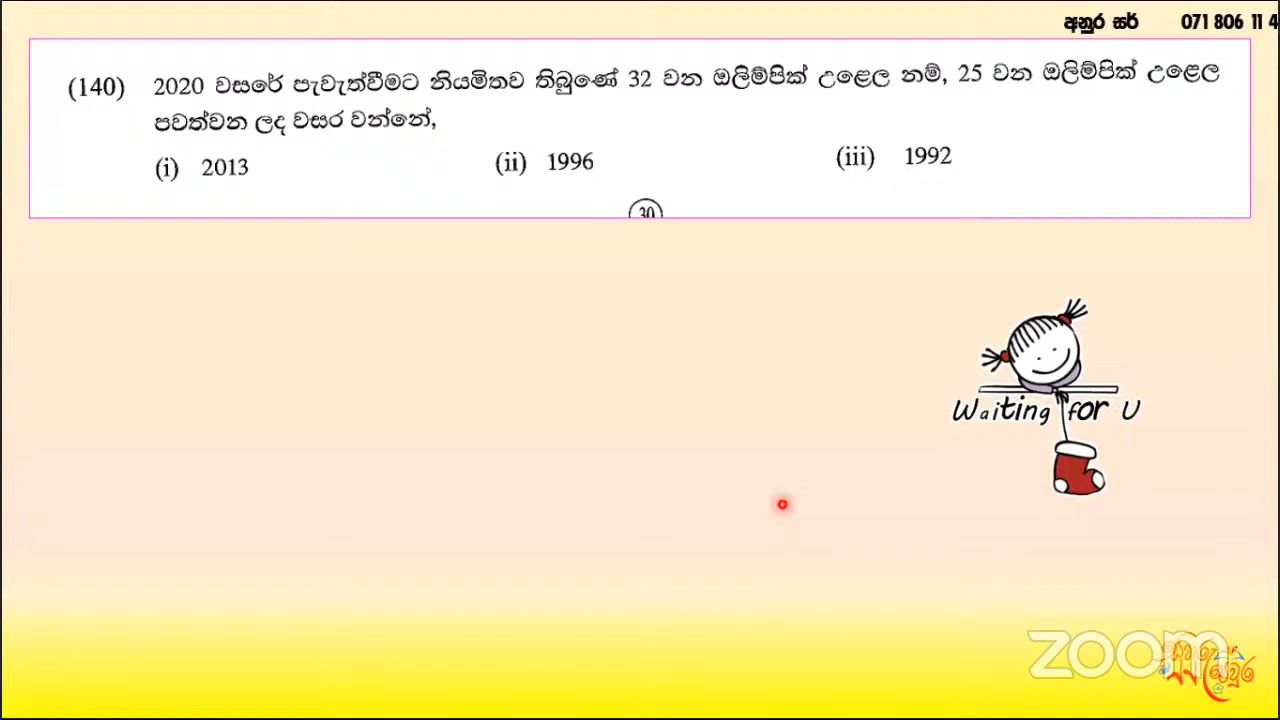 අනුර සර් 071 806 11 4
(140) 2020 වසරේ පැවැත්වීමට නියමිතව තිබුණේ 32 වන ඔලිම්පික් උළෙල නම්, 25 වන ඔලිම්පික් උළෙල
පවත්වන ලද වසර වන්නේ,
(i) 2013 (ii) 1996 (iii) 1992
30
Waiting for U
zoom